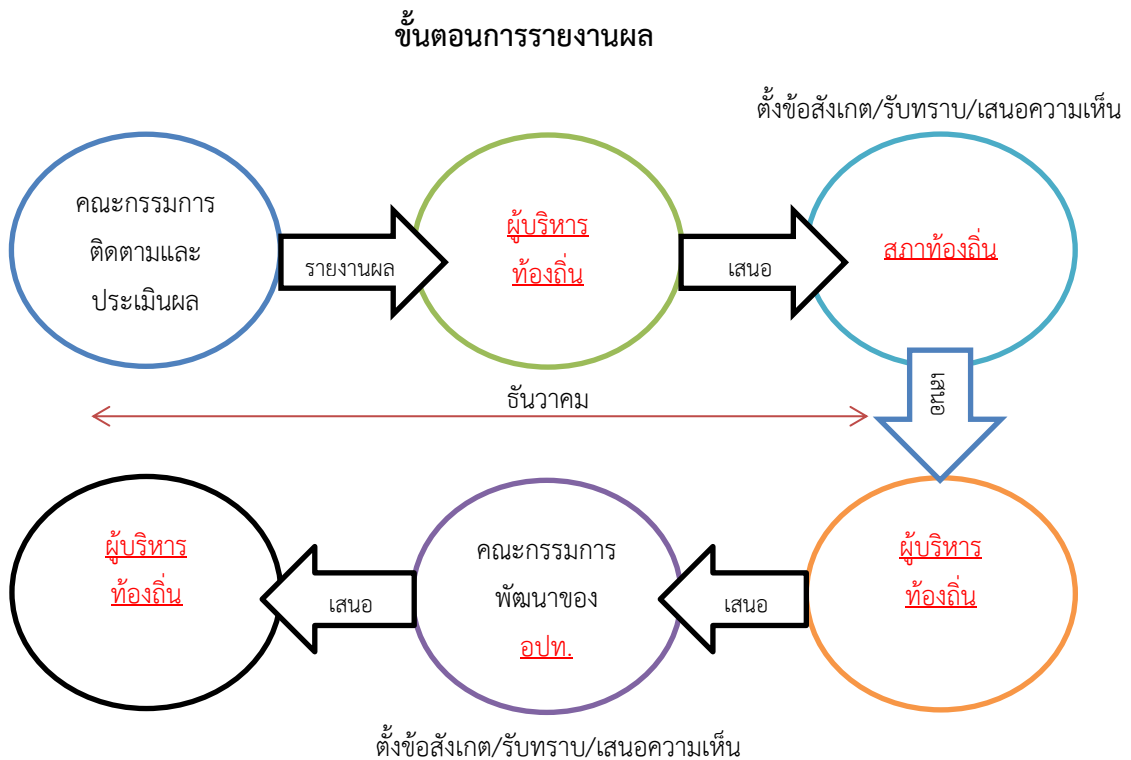 ขั้นตอนการรายงานผล
ตั้งข้อสังเกต/รับทราบ/เสนอความเห็น
คณะกรรมการ
ติดตามและ
ประเมินผล
รายงานผล
ผู้บริหาร
ท้องถิ่น
เสนอ
สภาท้องถิ่น
เสนอ
ธันวาคม
ผู้บริหาร
ท้องถิ่น
เสนอ
คณะกรรมการ
พัฒนาของ
อปท.
เสนอ
ผู้บริหาร
ท้องถิ่น
ตั้งข้อสังเกต/รับทราบ/เสนอความเห็น